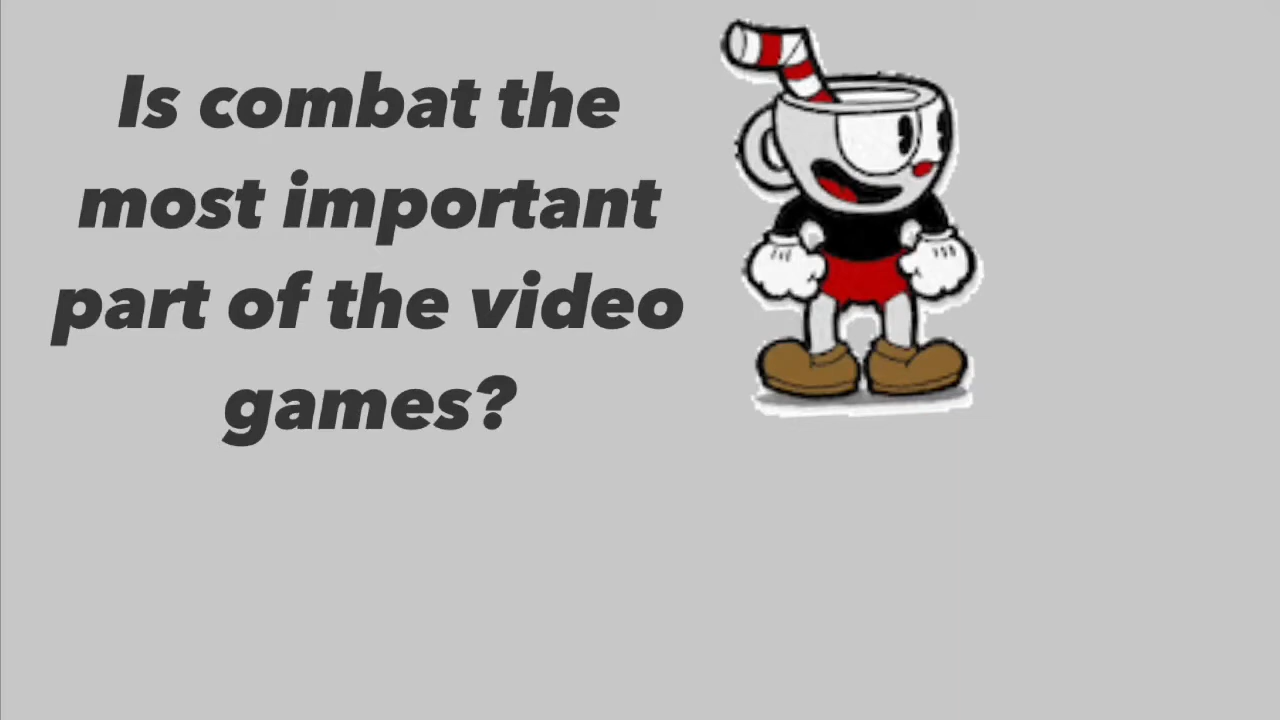 Is combat the
most important
part of the video
games?